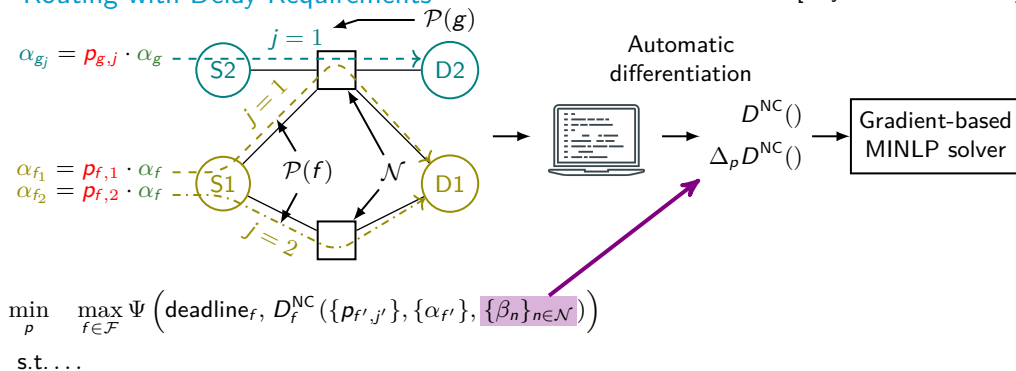 Routing with Delay Requirements
𝒫(g)
j = 1
α_{g_j} = p_{g,j} · α_g
S2
D2
Automatic
differentiation
j=1
D^{NC}()
Gradient-based
Δ_p D^{NC}()
MINLP solver
α_{f_1} = p_{f,1} · α_f
𝒫(f)
𝒩
α_{f_2} = p_{f,2} · α_f
S1
D1
j = 2
min_p max_{f∈ℱ} Ψ (deadline_f, D_f^{NC}({p_{f′,j′}}, {α_{f′}}, {β_n}_{n∈𝒩}))
s.t. . . .